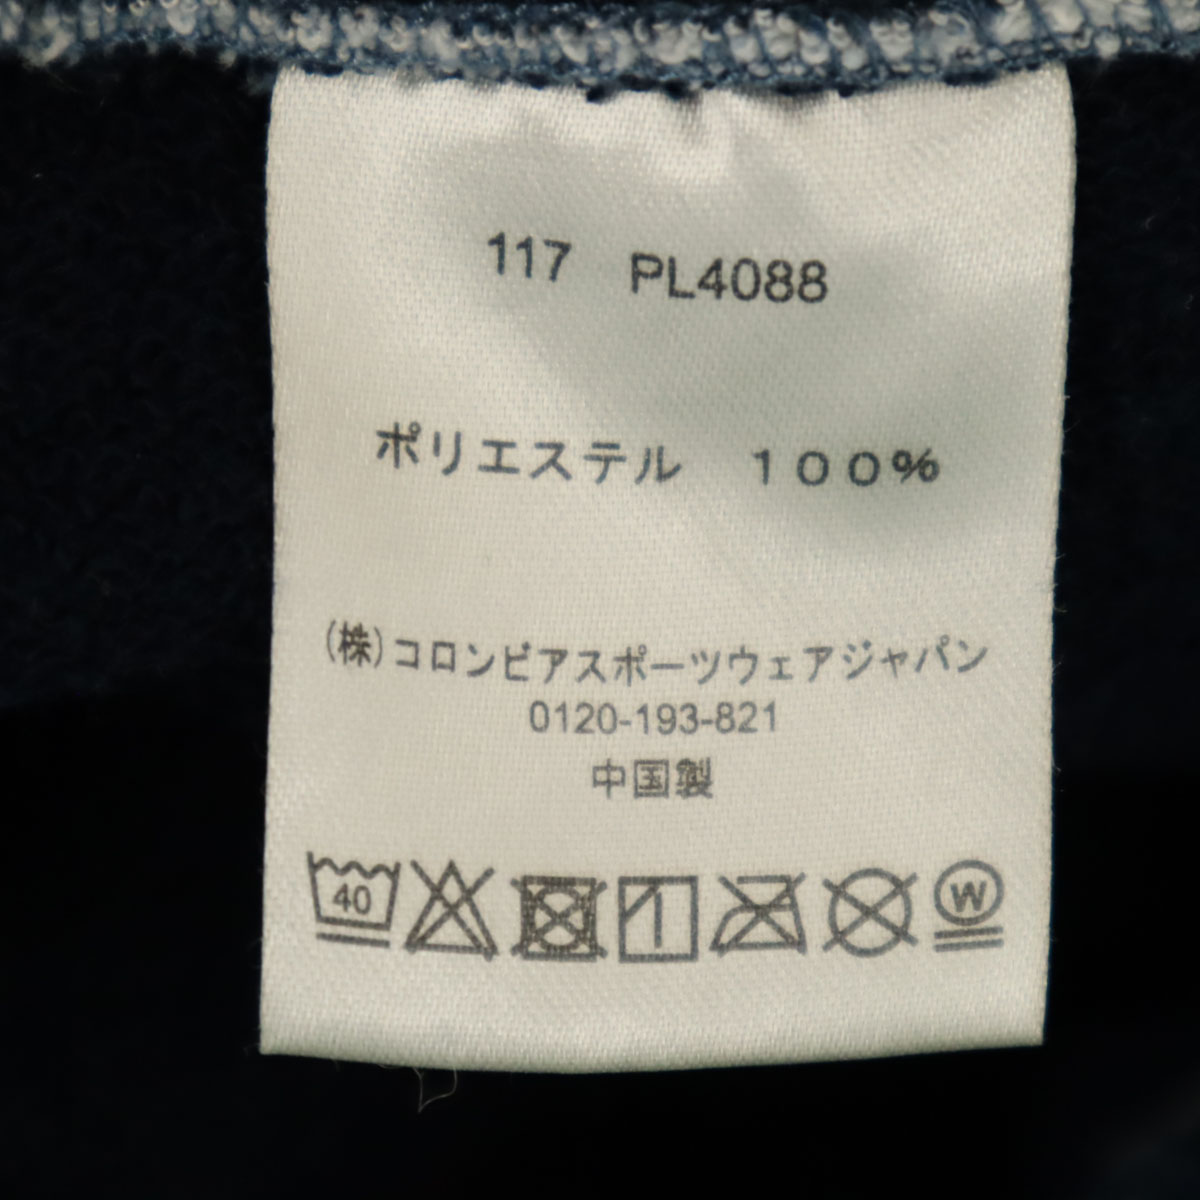 117 PL4088
ポリエステル 100%
(株)コロンビアスポーツウェアジャパン
0120-193-821
中国製
40 W